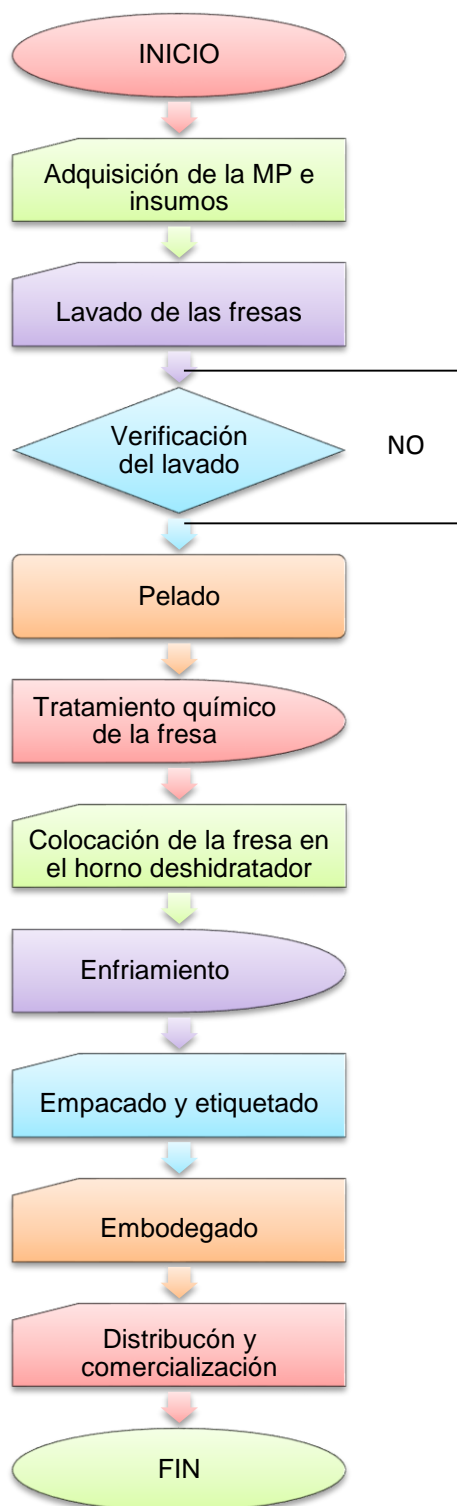 INICIO
Adquisición de la MP e
insumos
Lavado de las fresas
Verificación
del lavado
NO
Pelado
Tratamiento químico
de la fresa
Colocación de la fresa en
el horno deshidratador
Enfriamiento
Empacado y etiquetado
Embodegado
Distribucón y
comercialización
FIN